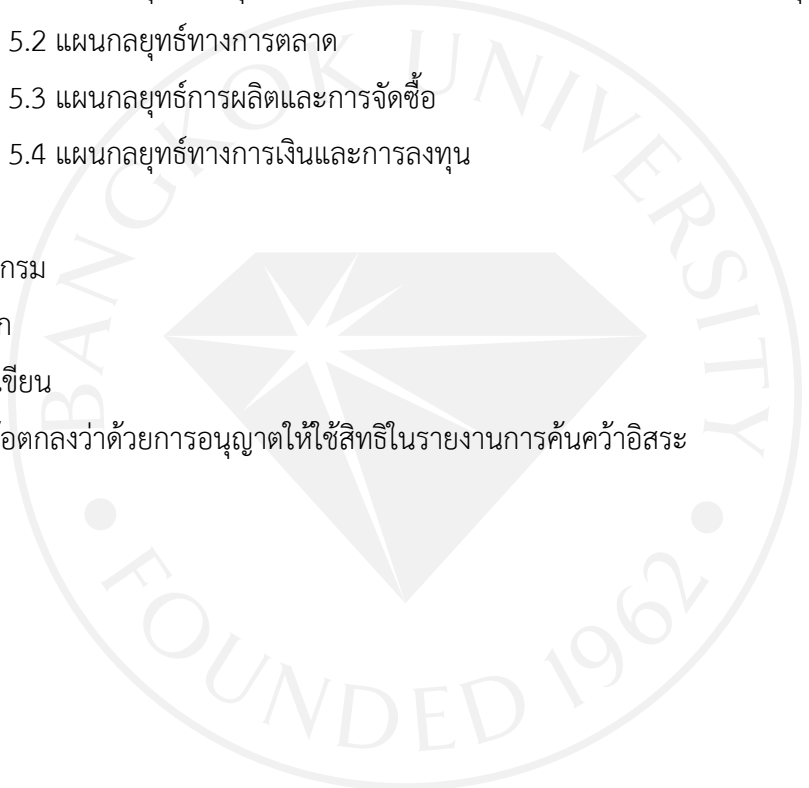 5.2 แผนกลยุทธ์ทางการตลาด
5.3 แผนกลยุทธ์การผลิตและการจัดซื้อ
5.4 แผนกลยุทธ์ทางการเงินและการลงทุน
กรม
ก
เขียน
อตกลงว่าด้วยการอนุญาตให้ใช้สิทธิในรายงานการค้นคว้าอิสระ
BANGKOK UNIVERSITY
FOUNDED 1962